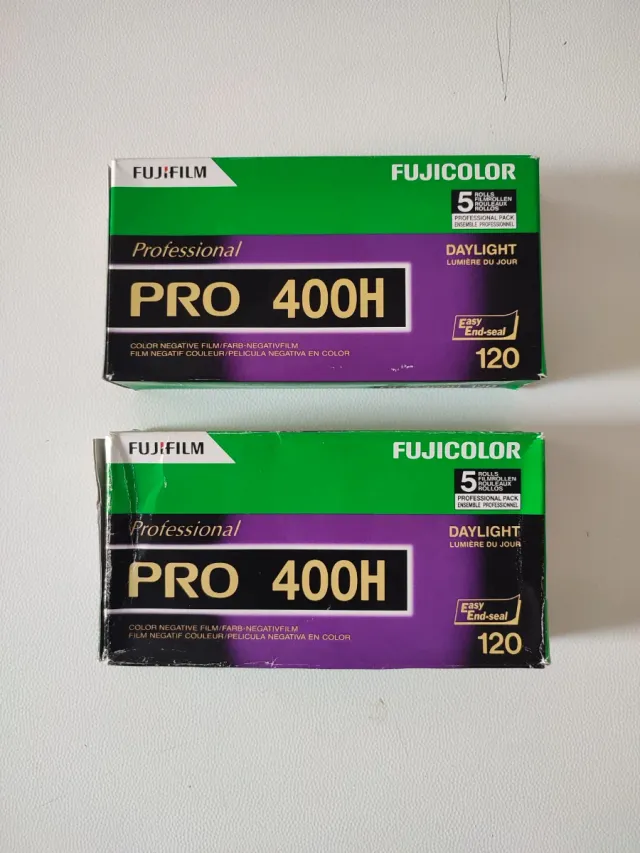 FUJIFILM
FUJICOLOR
5 ROLLS
FILMROLLEN
ROULEAUX
ROLLOS
PROFESSIONAL PACK
ENSEMBLE PROFESSIONNEL
Professional
DAYLIGHT
LUMIÈRE DU JOUR
PRO 400H
Easy
End-seal
COLOR NEGATIVE FILM/FARB-NEGATIVFILM
FILM NEGATIF COULEUR/PELICULA NEGATIVA EN COLOR
120
FUJIFILM
FUJICOLOR
5 ROLLS
FILMROLLEN
ROULEAUX
ROLLOS
PROFESSIONAL PACK
ENSEMBLE PROFESSIONNEL
Professional
DAYLIGHT
LUMIÈRE DU JOUR
PRO 400H
Easy
End-seal
COLOR NEGATIVE FILM/FARB-NEGATIVFILM
FILM NEGATIF COULEUR/PELICULA NEGATIVA EN COLOR
120